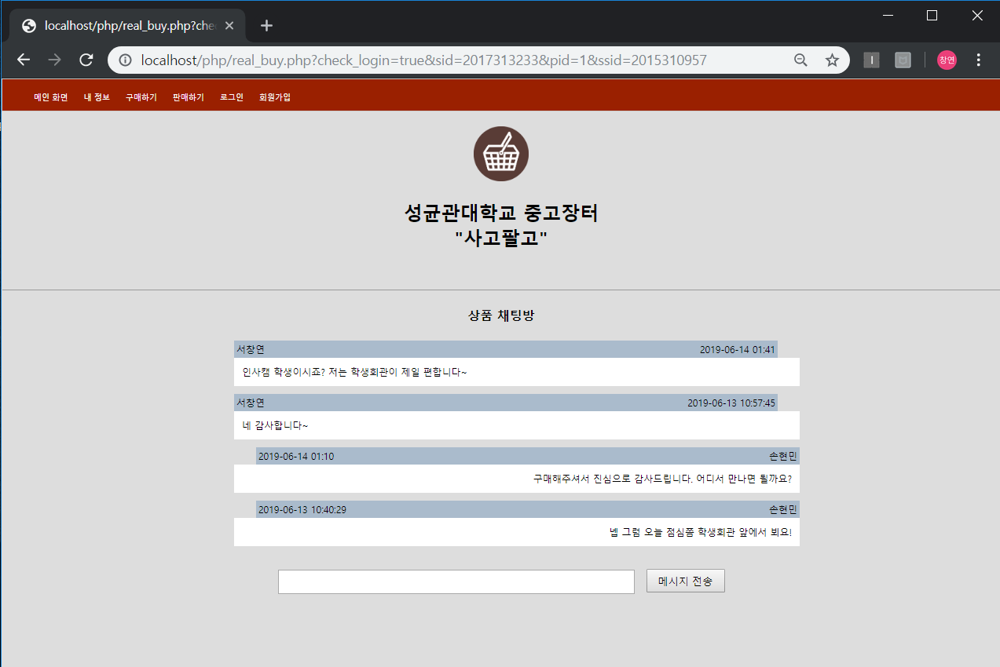 localhost/php/real_buy.php?che
localhost/php/real_buy.php?check_login=true&sid=2017313233&pid=1&ssid=2015310957
I
창연
메인 화면 내 정보 구매하기 판매하기 로그인 회원가입
성균관대학교 중고장터
"사고팔고"
상품 채팅방
서창연 2019-06-14 01:41
인사캠 학생이시죠? 저는 학생회관이 제일 편합니다~
서창연 2019-06-13 10:57:45
네 감사합니다~
2019-06-14 01:10 손현민
구매해주셔서 진심으로 감사드립니다. 어디서 만나면 될까요?
2019-06-13 10:40:29 손현민
넵 그럼 오늘 점심쯤 학생회관 앞에서 뵈요!
메시지 전송